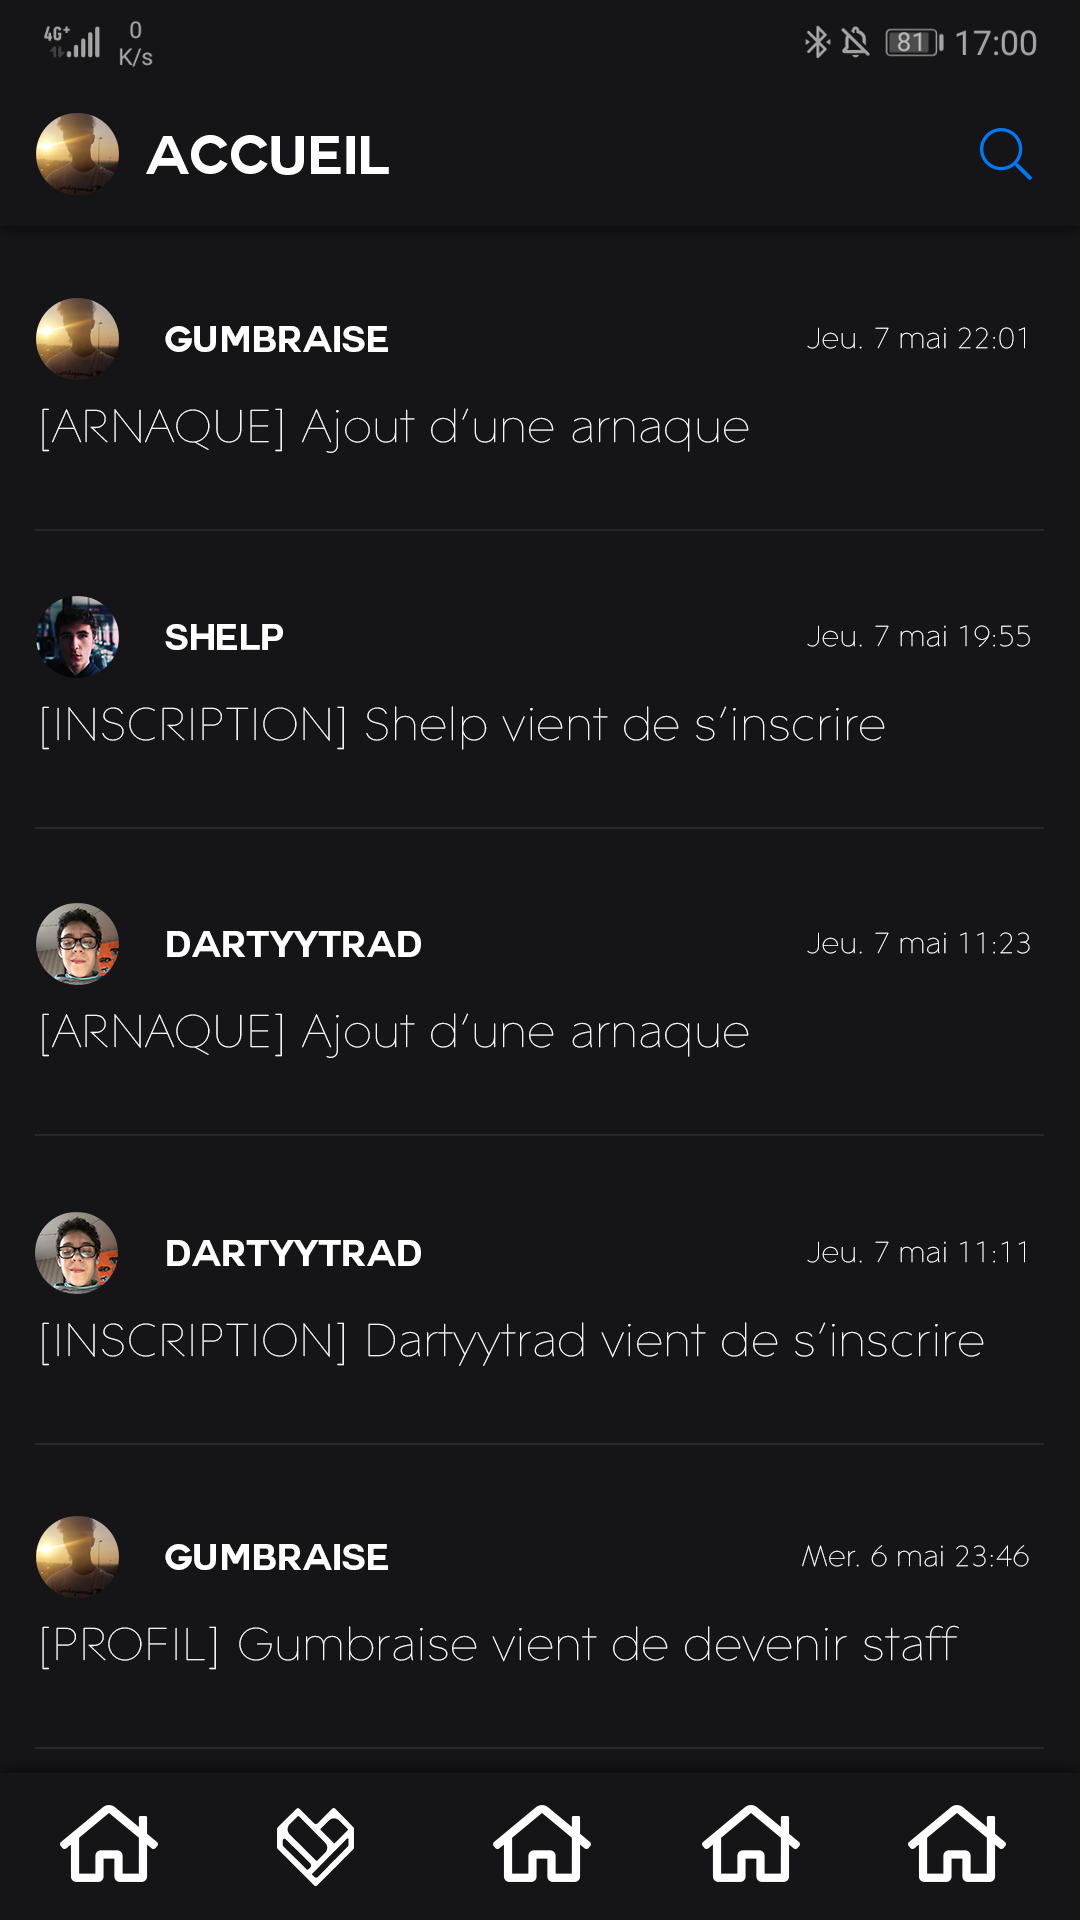 4G+ 0 K/s 81 17:00
ACCUEIL
GUMBRAISE Jeu. 7 mai 22:01
[ARNAQUE] Ajout d'une arnaque
SHELP Jeu. 7 mai 19:55
[INSCRIPTION] Shelp vient de s'inscrire
DARTYYTRAD Jeu. 7 mai 11:23
[ARNAQUE] Ajout d'une arnaque
DARTYYTRAD Jeu. 7 mai 11:11
[INSCRIPTION] Dartyytrad vient de s'inscrire
GUMBRAISE Mer. 6 mai 23:46
[PROFIL] Gumbraise vient de devenir staff